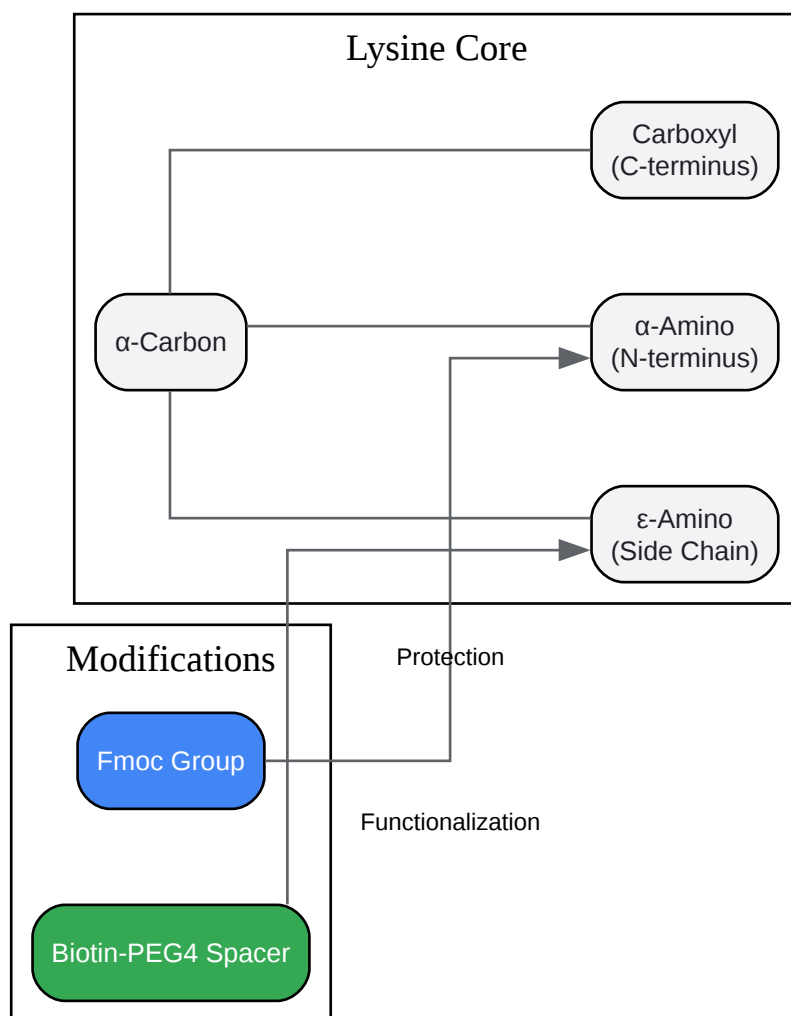 Lysine Core
Carboxyl
(C-terminus)
α-Carbon
α-Amino
(N-terminus)
ε-Amino
(Side Chain)
Modifications
Protection
Fmoc Group
Functionalization
Biotin-PEG4 Spacer